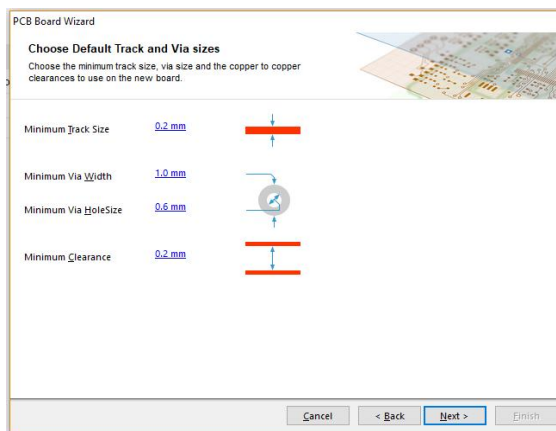 PCB Board Wizard
Choose Default Track and Via sizes
Choose the minimum track size, via size and the copper to copper
clearances to use on the new board.
Minimum Track Size 0.2 mm
Minimum Via Width 1.0 mm
Minimum Via HoleSize 0.6 mm
Minimum Clearance 0.2 mm
Cancel < Back Next > Finish